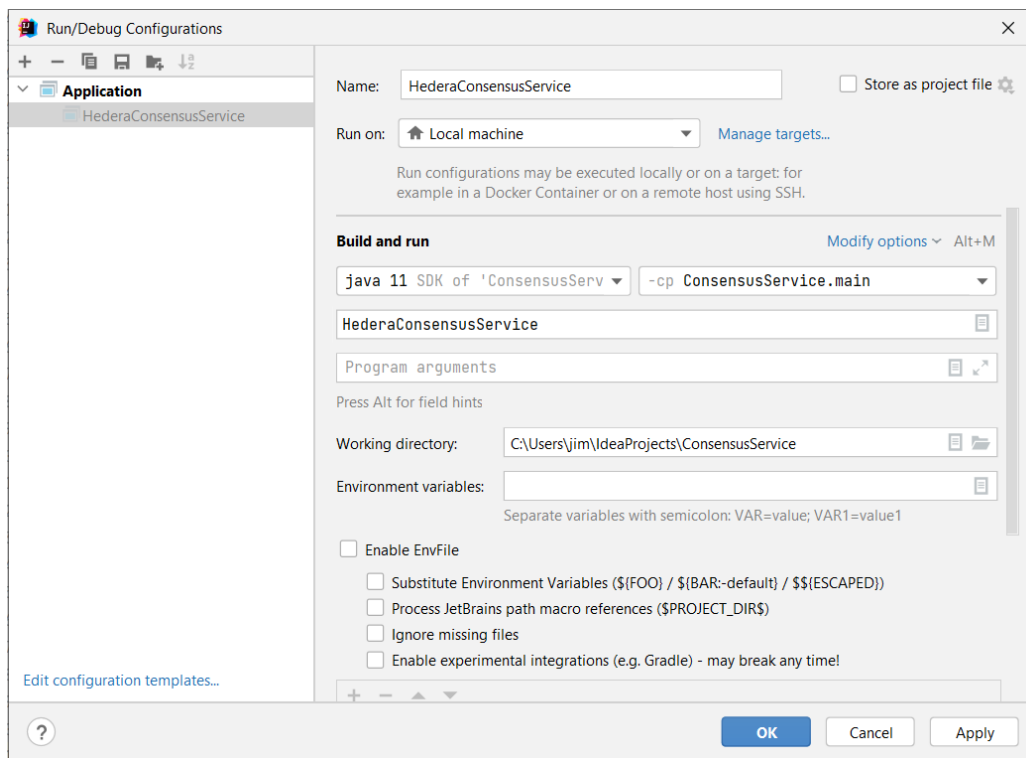 Run/Debug Configurations
Application
HederaConsensusService
Edit configuration templates...
Name:
HederaConsensusService
Store as project file
Run on:
Local machine
Manage targets...
Run configurations may be executed locally or on a target: for
example in a Docker Container or on a remote host using SSH.
Build and run
Modify options
Alt+M
java 11 SDK of 'ConsensusServ
-cp ConsensusService.main
HederaConsensusService
Program arguments
Press Alt for field hints
Working directory:
C:\Users\jim\IdeaProjects\ConsensusService
Environment variables:
Separate variables with semicolon: VAR=value; VAR1=value1
Enable EnvFile
Substitute Environment Variables (${FOO} / ${BAR:-default} / $${ESCAPED})
Process JetBrains path macro references ($PROJECT_DIR$)
Ignore missing files
Enable experimental integrations (e.g. Gradle) - may break any time!
?
OK
Cancel
Apply